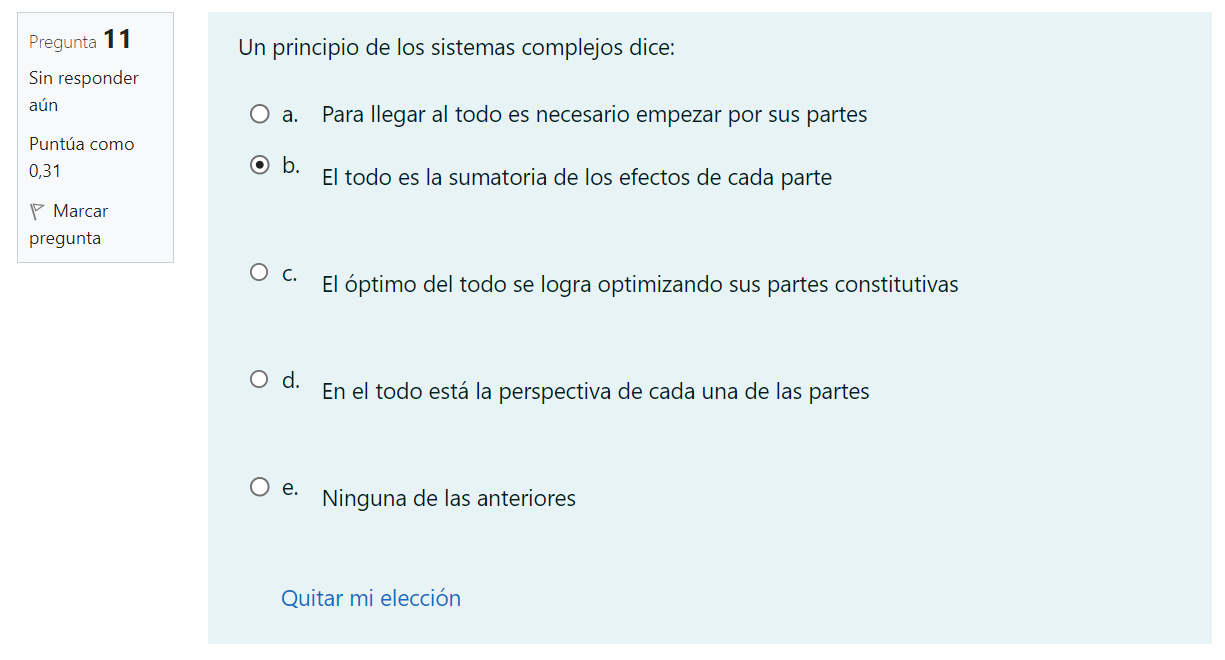 Pregunta 11
Sin responder
aún
Puntúa como
0,31
Marcar
pregunta
Un principio de los sistemas complejos dice:
a. Para llegar al todo es necesario empezar por sus partes
b. El todo es la sumatoria de los efectos de cada parte
c. El óptimo del todo se logra optimizando sus partes constitutivas
d. En el todo está la perspectiva de cada una de las partes
e. Ninguna de las anteriores
Quitar mi elección